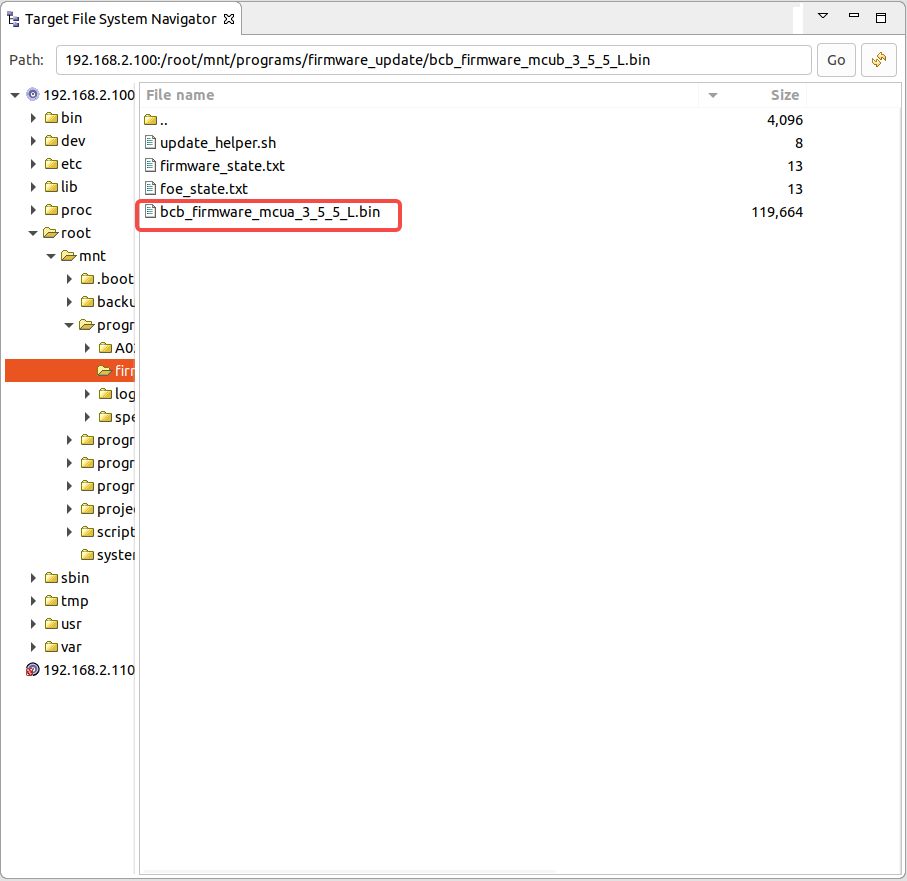 Target File System Navigator
Path: 192.168.2.100:/root/mnt/programs/firmware_update/bcb_firmware_mcub_3_5_5_L.bin Go
File name Size
.. 4,096
update_helper.sh 8
firmware_state.txt 13
foe_state.txt 13
bcb_firmware_mcua_3_5_5_L.bin 119,664
192.168.2.100
bin
dev
etc
lib
proc
root
mnt
.boot
backu
progr
A0
firm
log
spe
progr
progr
progr
proje
script
syster
sbin
tmp
usr
var
192.168.2.110